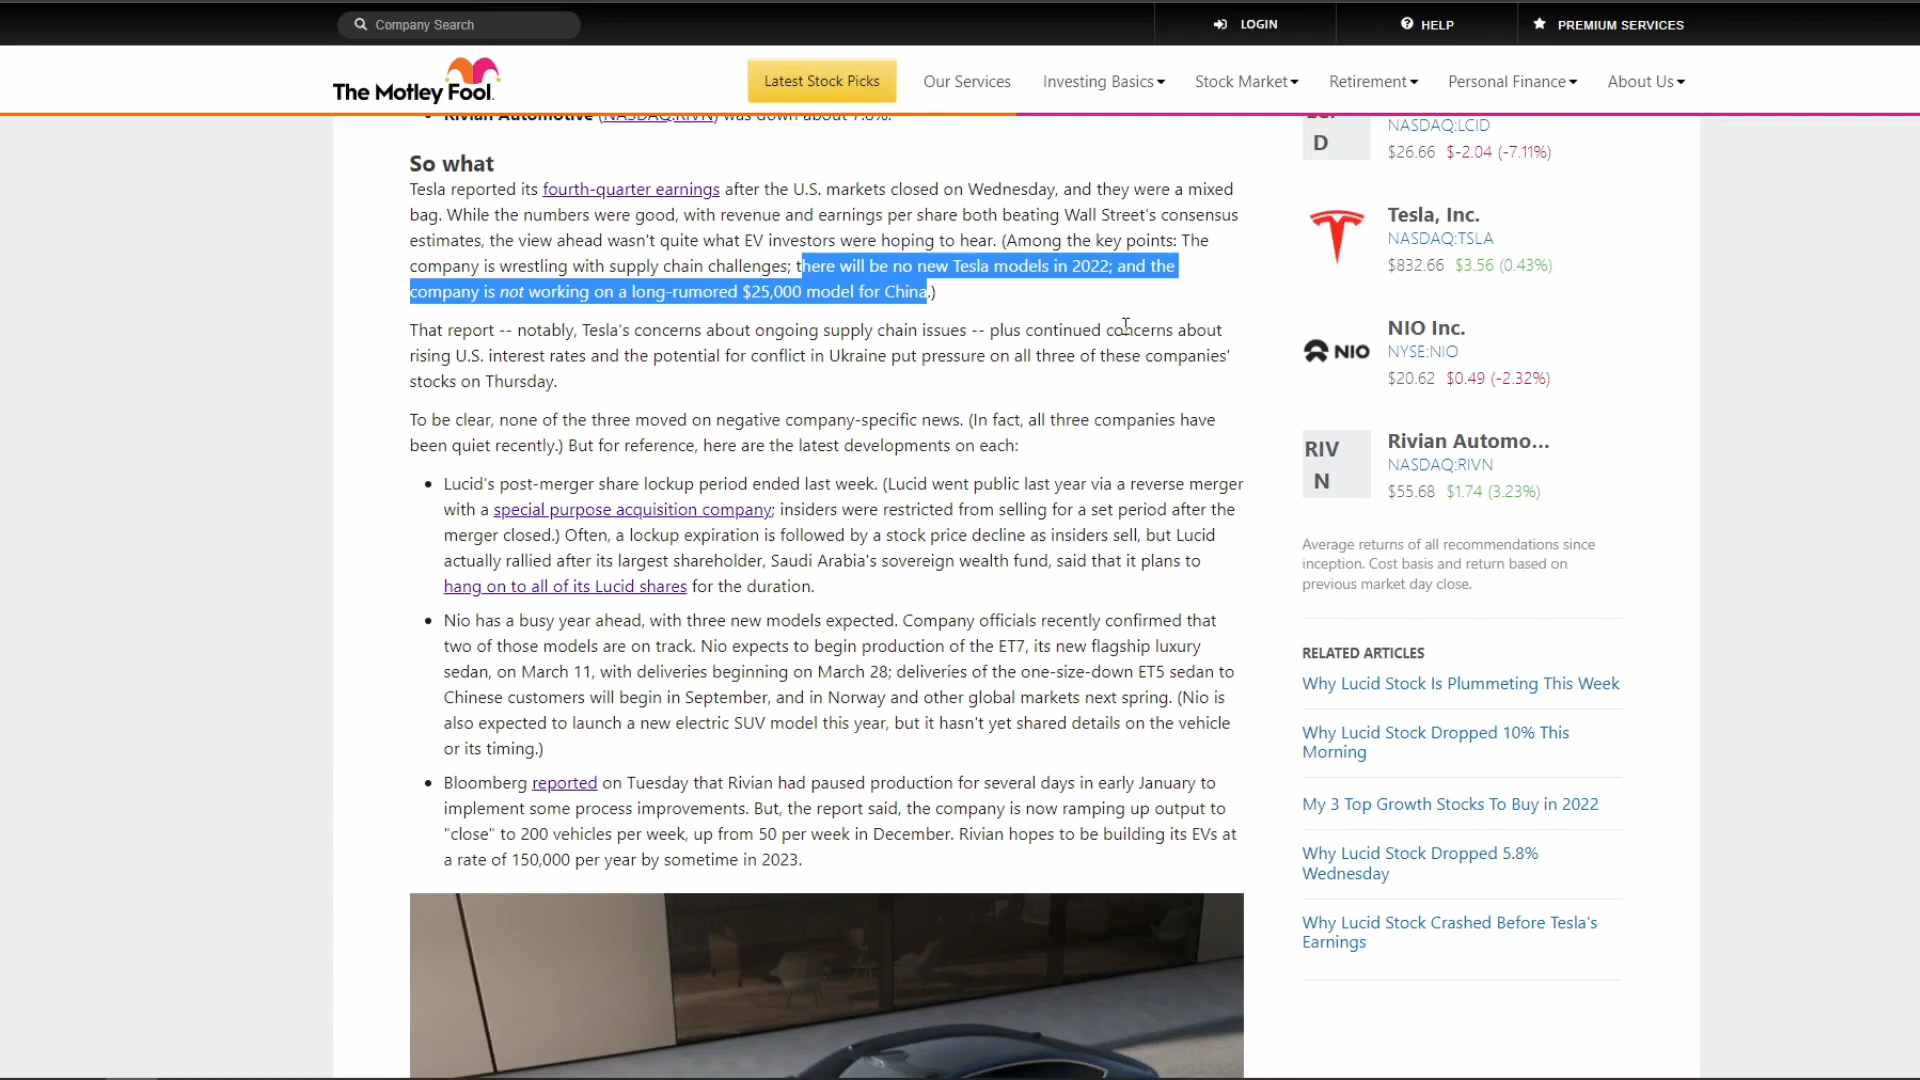 Company Search
LOGIN
HELP
PREMIUM SERVICES
The Motley Fool.
Latest Stock Picks
Our Services
Investing Basics
Stock Market
Retirement
Personal Finance
About Us
Rivian Automotive (NASDAQ:RIVN) was down about 7.6%.
So what
Tesla reported its fourth-quarter earnings after the U.S. markets closed on Wednesday, and they were a mixed
bag. While the numbers were good, with revenue and earnings per share both beating Wall Street's consensus
estimates, the view ahead wasn't quite what EV investors were hoping to hear. (Among the key points: The
company is wrestling with supply chain challenges; there will be no new Tesla models in 2022; and the
company is not working on a long-rumored $25,000 model for China.)
That report -- notably, Tesla's concerns about ongoing supply chain issues -- plus continued concerns about
rising U.S. interest rates and the potential for conflict in Ukraine put pressure on all three of these companies'
stocks on Thursday.
To be clear, none of the three moved on negative company-specific news. (In fact, all three companies have
been quiet recently.) But for reference, here are the latest developments on each:
• Lucid's post-merger share lockup period ended last week. (Lucid went public last year via a reverse merger
with a special purpose acquisition company; insiders were restricted from selling for a set period after the
merger closed.) Often, a lockup expiration is followed by a stock price decline as insiders sell, but Lucid
actually rallied after its largest shareholder, Saudi Arabia's sovereign wealth fund, said that it plans to
hang on to all of its Lucid shares for the duration.
• Nio has a busy year ahead, with three new models expected. Company officials recently confirmed that
two of those models are on track. Nio expects to begin production of the ET7, its new flagship luxury
sedan, on March 11, with deliveries beginning on March 28; deliveries of the one-size-down ET5 sedan to
Chinese customers will begin in September, and in Norway and other global markets next spring. (Nio is
also expected to launch a new electric SUV model this year, but it hasn't yet shared details on the vehicle
or its timing.)
• Bloomberg reported on Tuesday that Rivian had paused production for several days in early January to
implement some process improvements. But, the report said, the company is now ramping up output to
"close" to 200 vehicles per week, up from 50 per week in December. Rivian hopes to be building its EVs at
a rate of 150,000 per year by sometime in 2023.
D
NASDAQ:LCID
$26.66 $-2.04 (-7.11%)
Tesla, Inc.
NASDAQ:TSLA
$832.66 $3.56 (0.43%)
NIO
NIO Inc.
NYSE:NIO
$20.62 $0.49 (-2.32%)
RIV
N
Rivian Automo...
NASDAQ:RIVN
$55.68 $1.74 (3.23%)
Average returns of all recommendations since
inception. Cost basis and return based on
previous market day close.
RELATED ARTICLES
Why Lucid Stock Is Plummeting This Week
Why Lucid Stock Dropped 10% This
Morning
My 3 Top Growth Stocks To Buy in 2022
Why Lucid Stock Dropped 5.8%
Wednesday
Why Lucid Stock Crashed Before Tesla's
Earnings